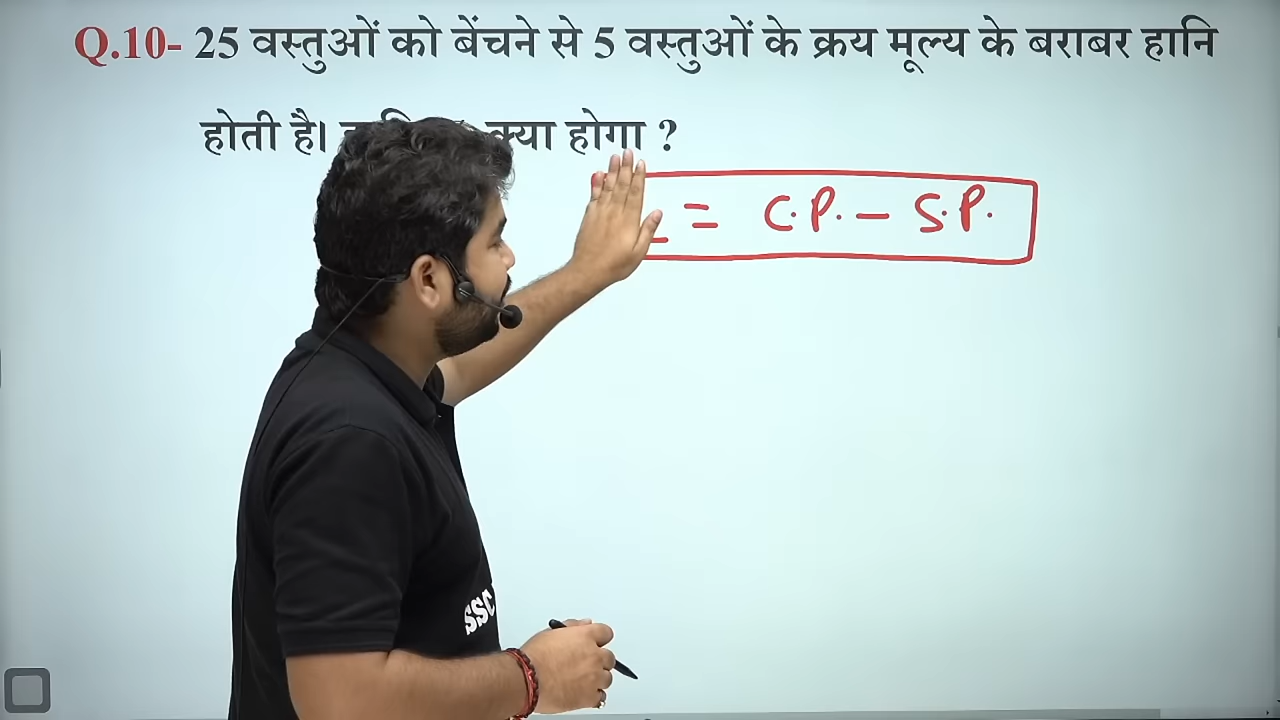 Q.10- 25 वस्तुओं को बेंचने से 5 वस्तुओं के क्रय मूल्य के बराबर हानि
होती है। क्या होगा ?
= C.P. – S.P.
SSC